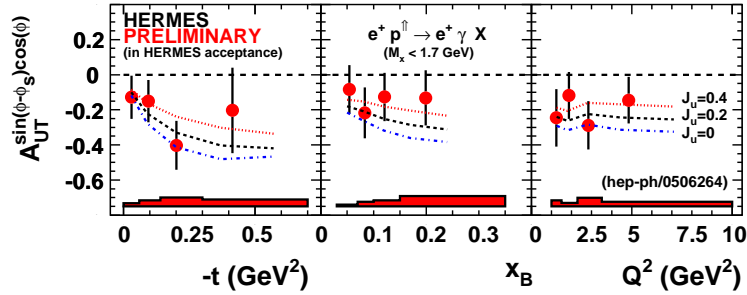 HERMES
PRELIMINARY
(in HERMES acceptance)
e+ p⇑ → e+ γ X
(Mx < 1.7 GeV)
A UT sin(ϕ-ϕs)cos(ϕ)
0.2
0
-0.2
-0.4
-0.6
Ju=0.4
Ju=0.2
Ju=0
(hep-ph/0506264)
0 0.25 0.5
0 0.1 0.2 0.3
0 2.5 5 7.5 10
-t (GeV2)
xB
Q2 (GeV2)